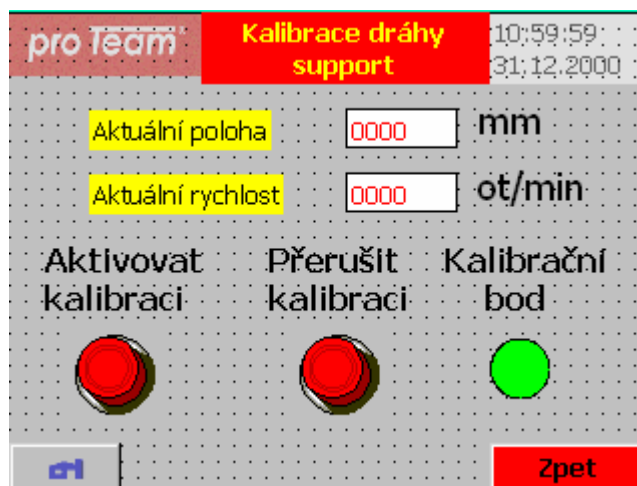 pro Team
Kalibrace dráhy
support
10:59:59
31.12.2000
Aktuální poloha
0000
mm
Aktuální rychlost
0000
ot/min
Aktivovat
kalibraci
Přerušit
kalibraci
Kalibrační
bod
Zpet